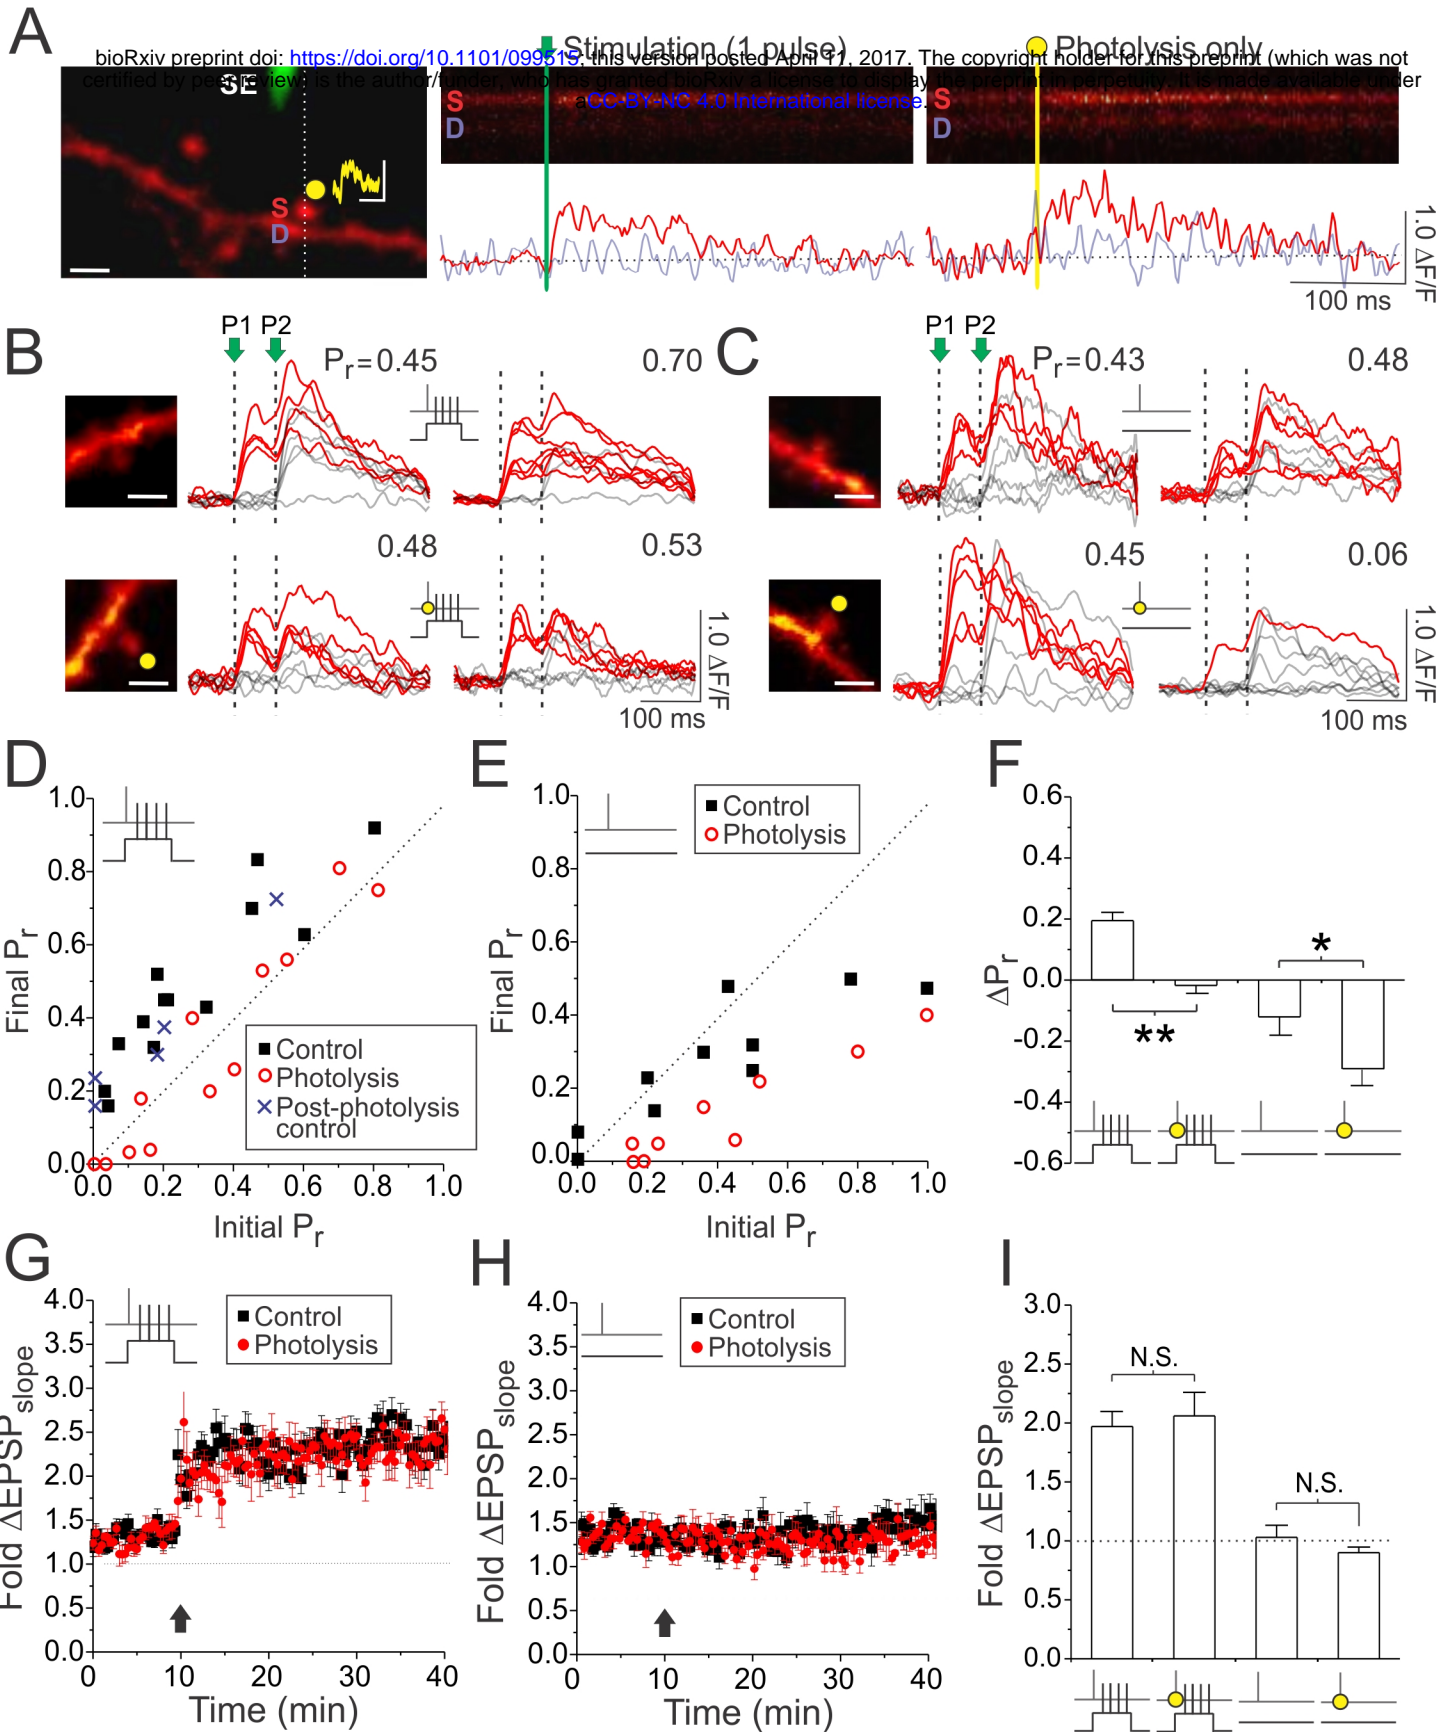 A
Stimulation (1 pulse)
Photolysis only
bioRxiv preprint doi: https://doi.org/10.1101/099515; this version posted April 11, 2017. The copyright holder for this preprint (which was not
certified by peer review) is the author/funder, who has granted bioRxiv a license to display the preprint in perpetuity. It is made available under
aCC-BY-NC 4.0 International license.
SE
S
D
S
D
S
D
1.0 ΔF/F
100 ms
B
P1 P2
Pr=0.45
0.70
0.48
0.53
1.0 ΔF/F
100 ms
C
P1 P2
Pr=0.43
0.48
0.45
0.06
1.0 ΔF/F
100 ms
D
1.0
0.8
0.6
0.4
0.2
0.0
Final Pr
Control
Photolysis
Post-photolysis
control
0.0 0.2 0.4 0.6 0.8 1.0
Initial Pr
E
1.0
0.8
0.6
0.4
0.2
0.0
Final Pr
Control
Photolysis
0.0 0.2 0.4 0.6 0.8 1.0
Initial Pr
F
0.6
0.4
0.2
0.0
-0.2
-0.4
-0.6
ΔPr
**
*
G
4.0
3.5
3.0
2.5
2.0
1.5
1.0
0.5
0.0
Fold ΔEPSPslope
Control
Photolysis
0 10 20 30 40
Time (min)
H
4.0
3.5
3.0
2.5
2.0
1.5
1.0
0.5
0.0
Fold ΔEPSPslope
Control
Photolysis
0 10 20 30 40
Time (min)
I
3.0
2.5
2.0
1.5
1.0
0.5
0.0
Fold ΔEPSPslope
N.S.
N.S.